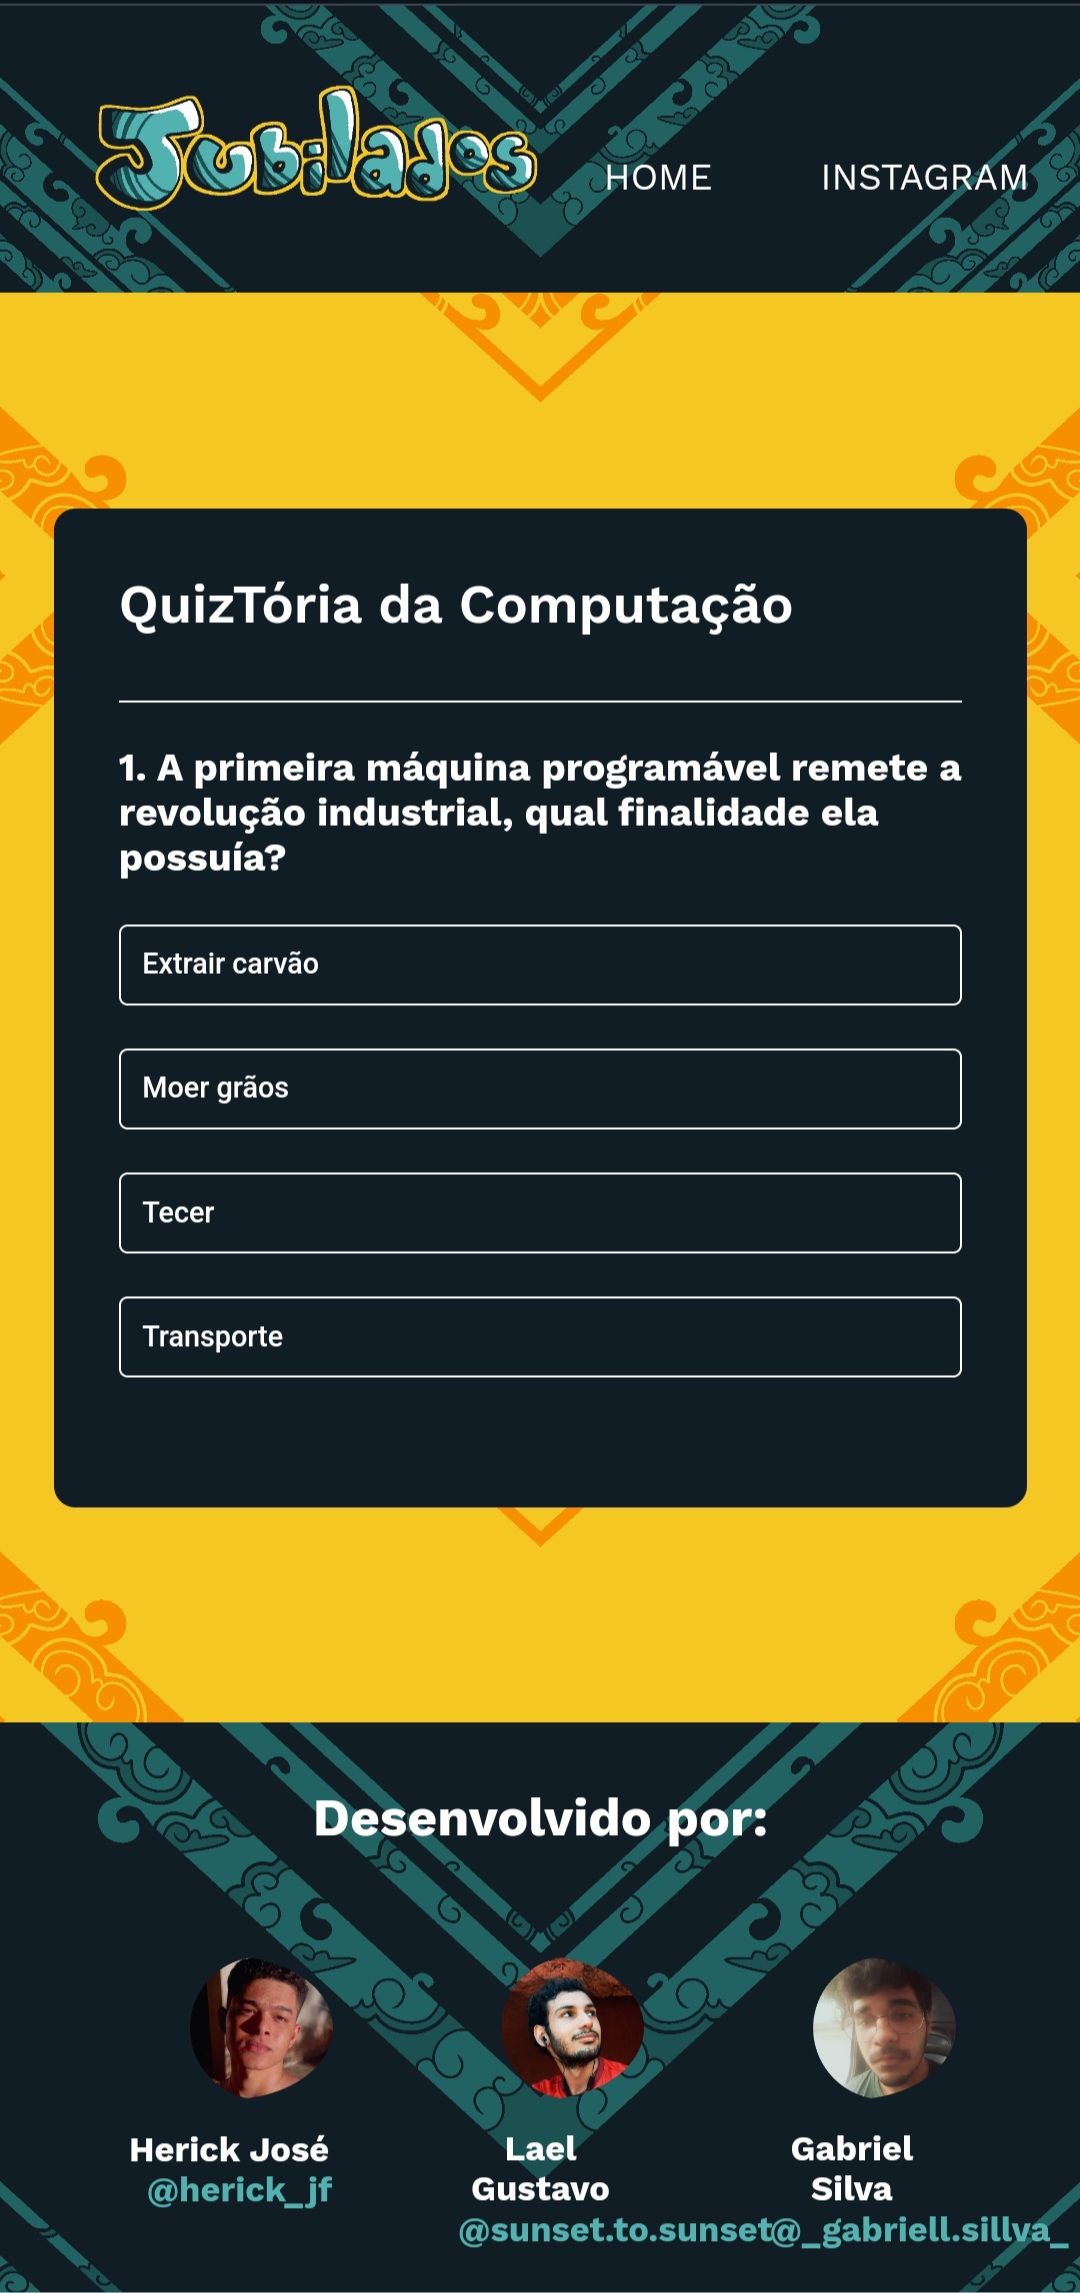 Jubilados
HOME
INSTAGRAM
QuizTória da Computação
1. A primeira máquina programável remete a
revolução industrial, qual finalidade ela
possuía?
Extrair carvão
Moer grãos
Tecer
Transporte
Desenvolvido por:
Herick José
@herick_jf
Lael
Gustavo
@sunset.to.sunset
Gabriel
Silva
@_gabriell.sillva_